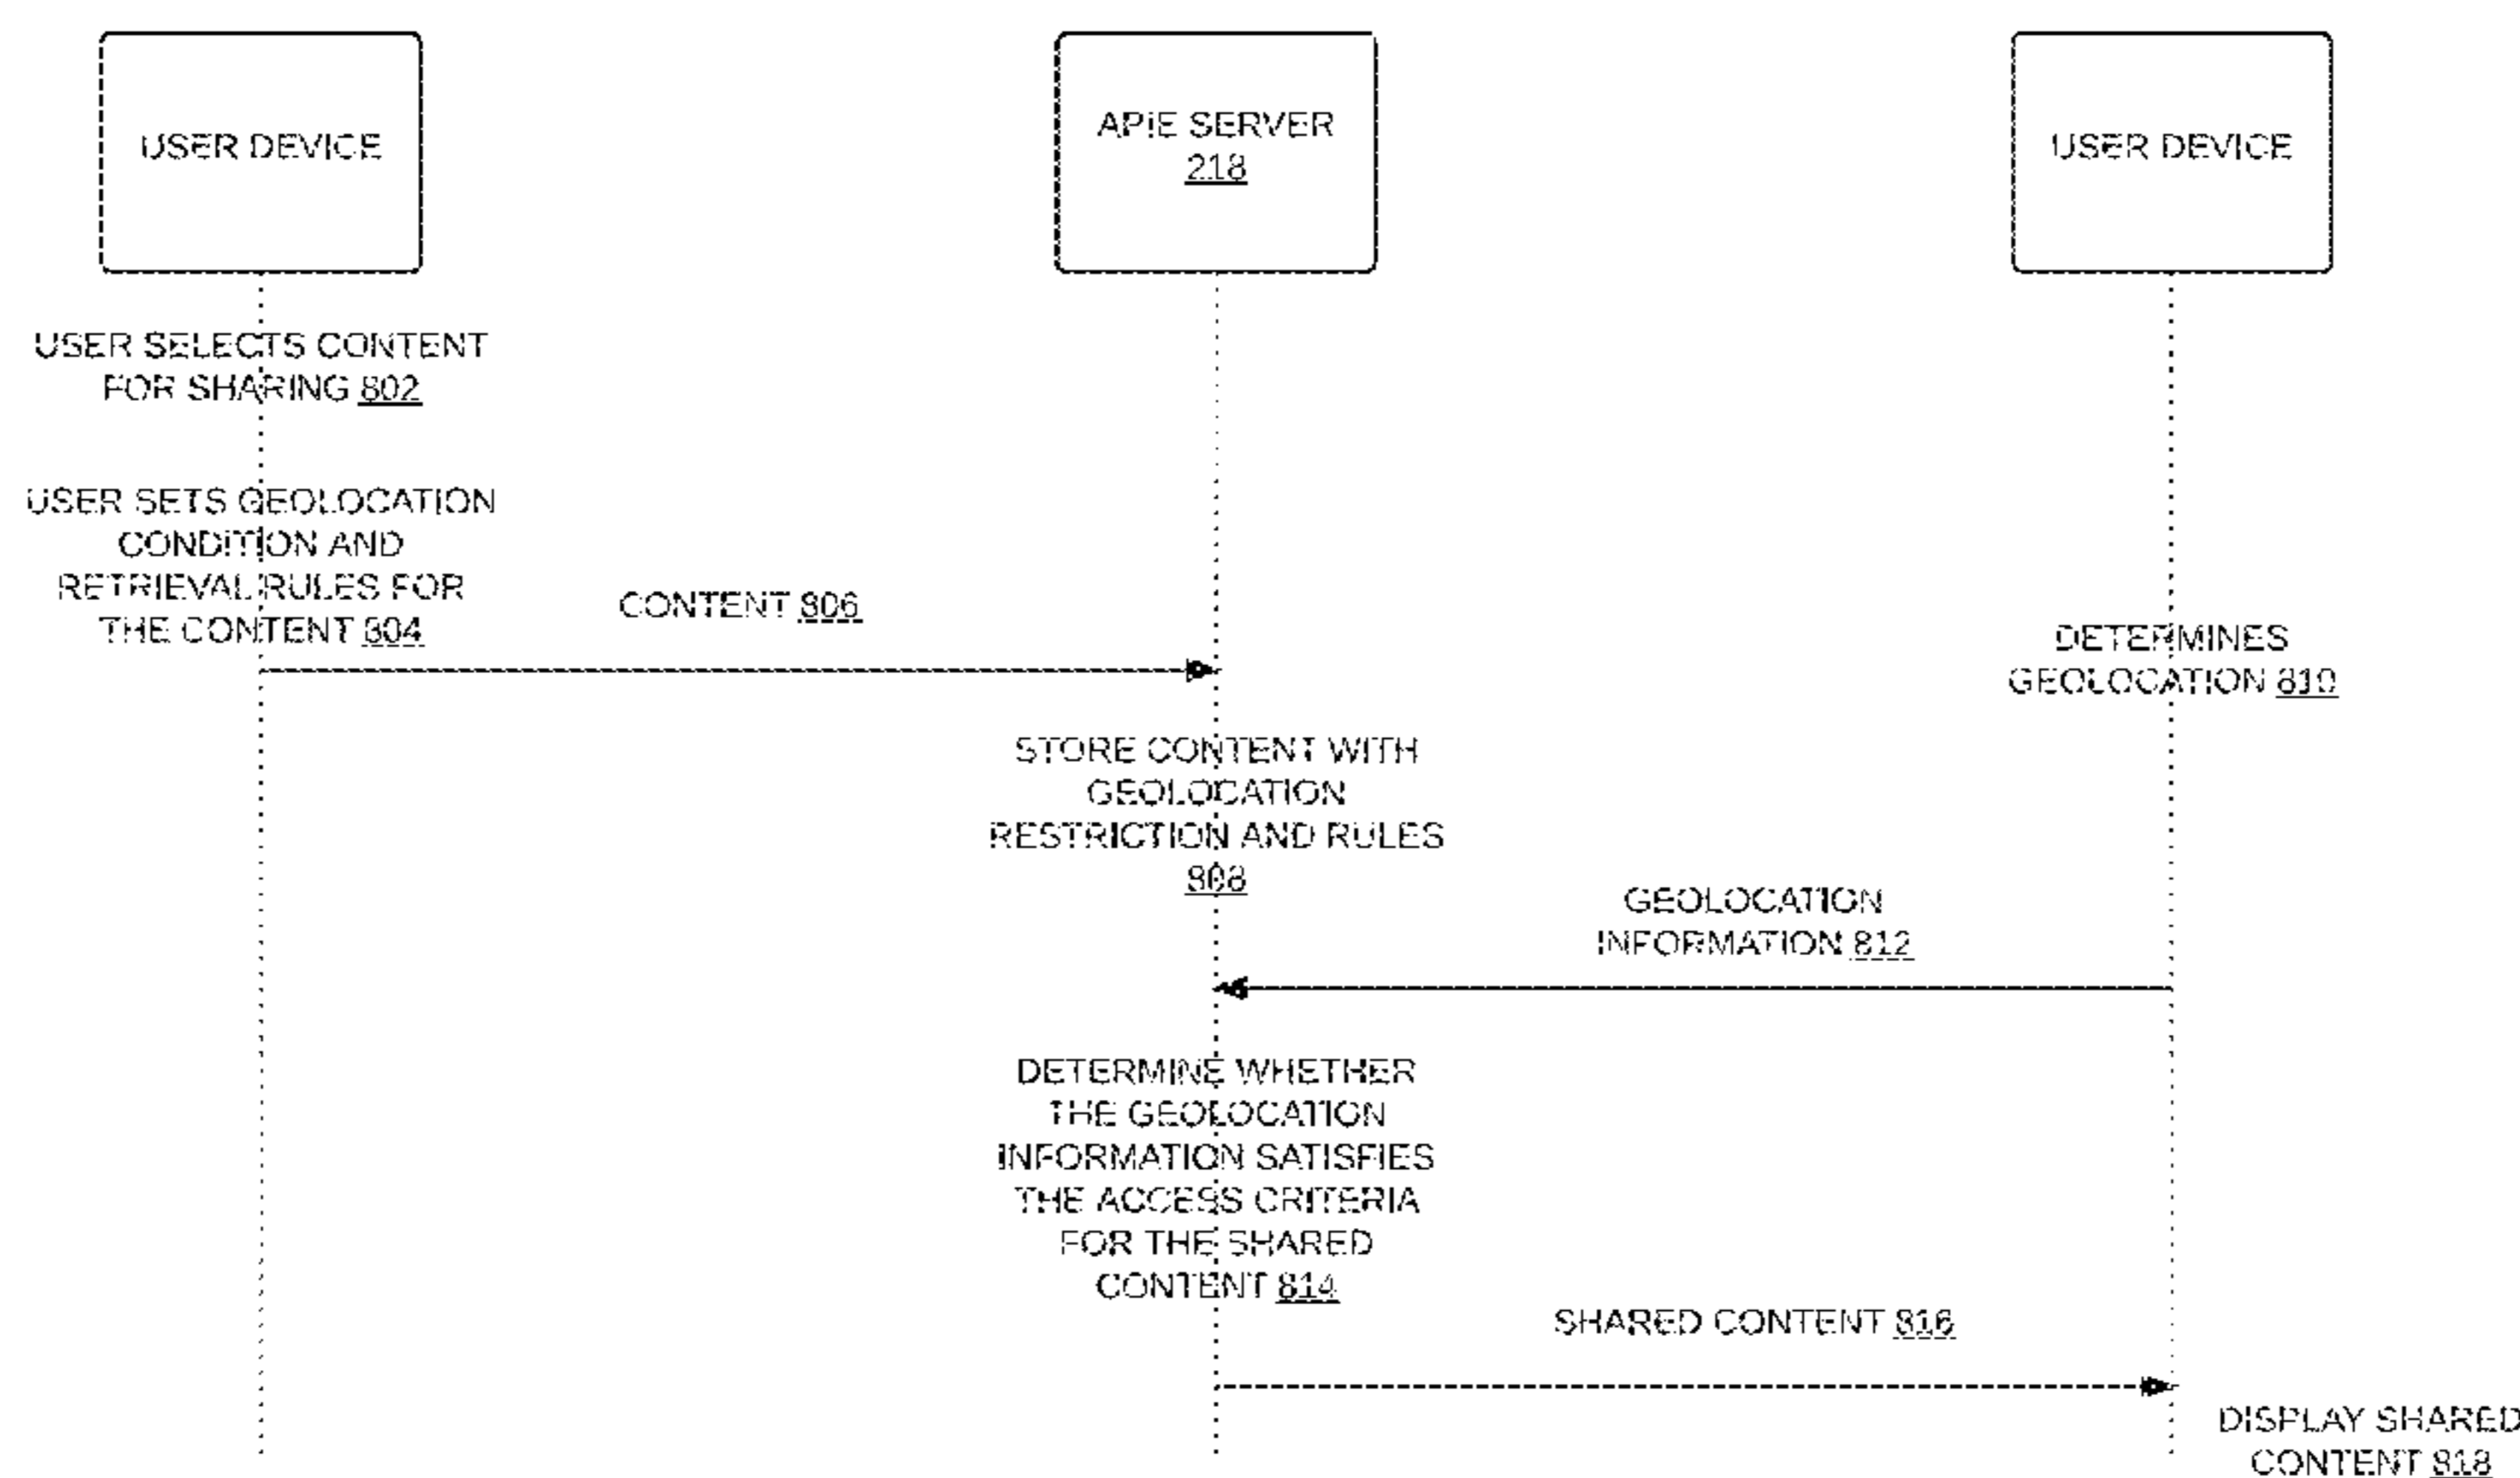 USER DEVICE
APIE SERVER
218
USER DEVICE
USER SELECTS CONTENT
FOR SHARING 802
USER SETS GEOLOCATION
CONDITION AND
RETRIEVAL RULES FOR
THE CONTENT 804
CONTENT 806
DETERMINES
GEOLOCATION 810
STORE CONTENT WITH
GEOLOCATION
RESTRICTION AND RULES
808
GEOLOCATION
INFORMATION 812
DETERMINE WHETHER
THE GEOLOCATION
INFORMATION SATISFIES
THE ACCESS CRITERIA
FOR THE SHARED
CONTENT 814
SHARED CONTENT 816
DISPLAY SHARED
CONTENT 818